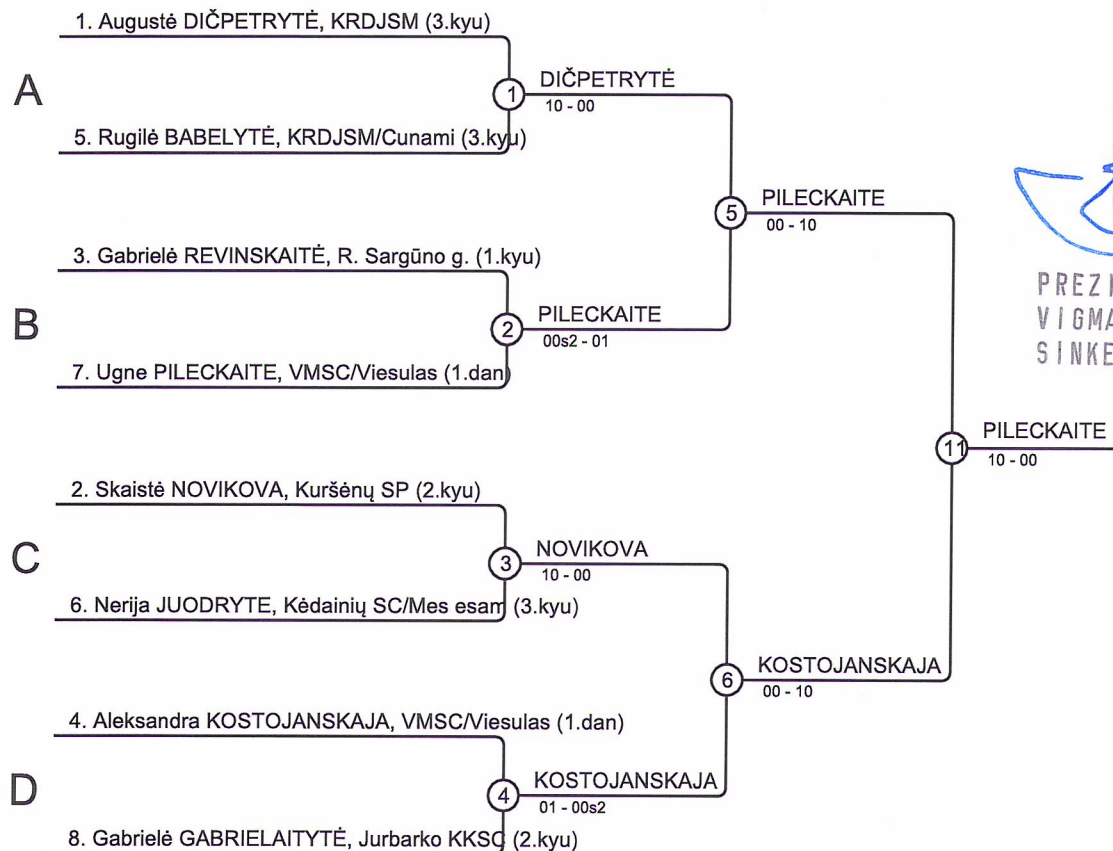 1. Augustė DIČPETRYTĖ, KRDJSM (3.kyu)
A
1
DIČPETRYTĖ
10 - 00
5. Rugilė BABELYTĖ, KRDJSM/Cunami (3.kyu)
5
PILECKAITE
00 - 10
3. Gabrielė REVINSKAITĖ, R. Sargūno g. (1.kyu)
B
2
PILECKAITE
00s2 - 01
7. Ugne PILECKAITE, VMSC/Viesulas (1.dan)
PREZI
VIGMA
SINKE
11
PILECKAITE
10 - 00
2. Skaistė NOVIKOVA, Kuršėnų SP (2.kyu)
C
3
NOVIKOVA
10 - 00
6. Nerija JUODRYTE, Kėdainių SC/Mes esam (3.kyu)
6
KOSTOJANSKAJA
00 - 10
4. Aleksandra KOSTOJANSKAJA, VMSC/Viesulas (1.dan)
D
4
KOSTOJANSKAJA
01 - 00s2
8. Gabrielė GABRIELAITYTĖ, Jurbarko KKSC (2.kyu)